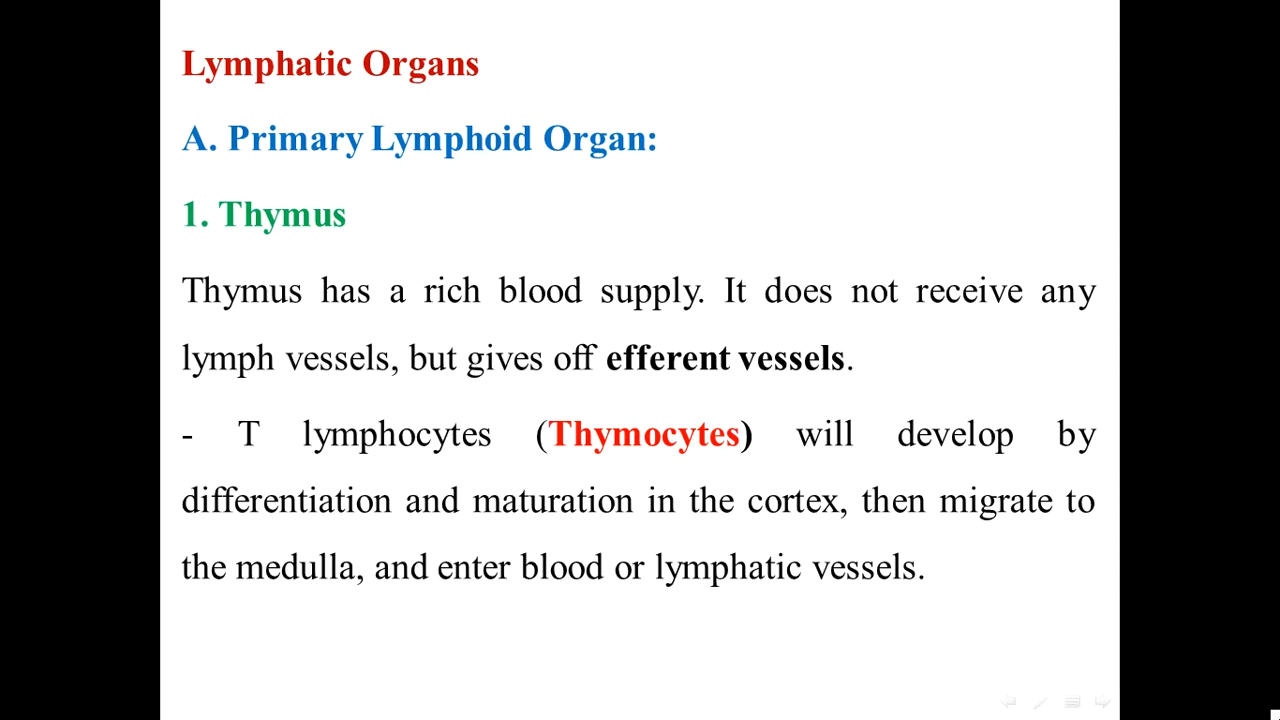 Lymphatic Organs
A. Primary Lymphoid Organ:
1. Thymus
Thymus has a rich blood supply. It does not receive any
lymph vessels, but gives off efferent vessels.
- T lymphocytes (Thymocytes) will develop by
differentiation and maturation in the cortex, then migrate to
the medulla, and enter blood or lymphatic vessels.